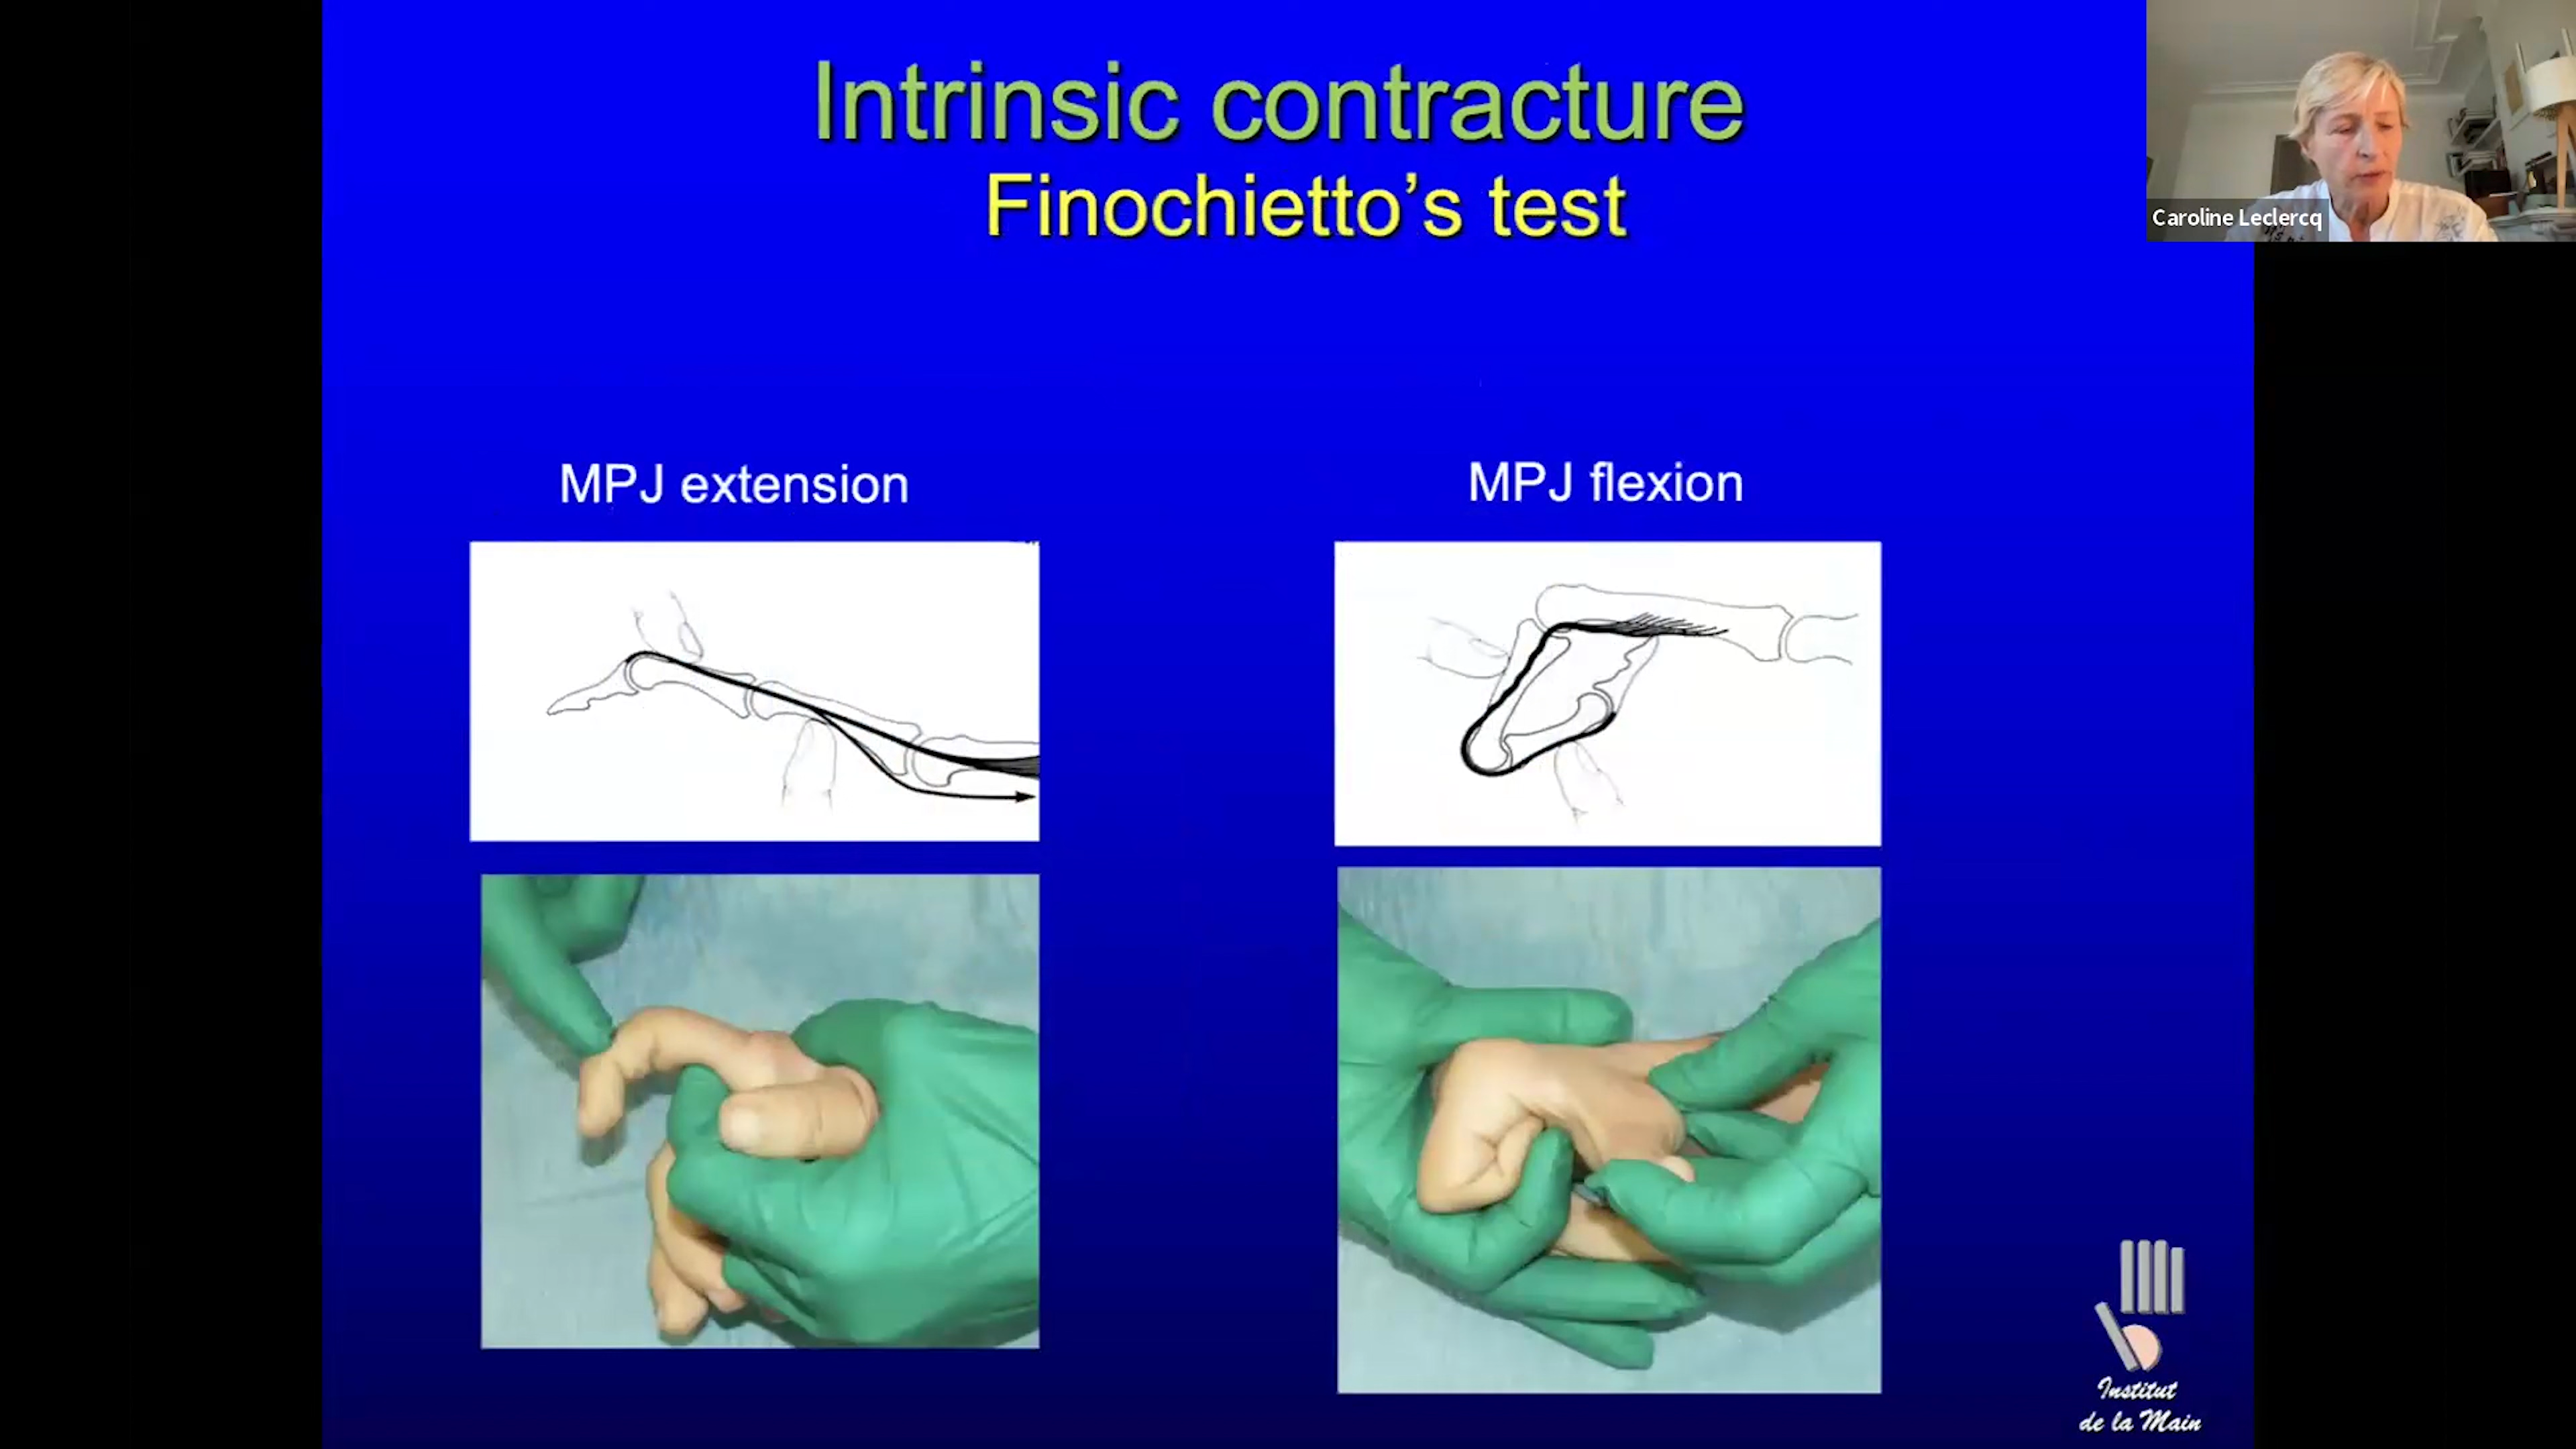 Intrinsic contracture
Finochietto’s test
Caroline Leclercq
MPJ extension
MPJ flexion
Institut
de la Main